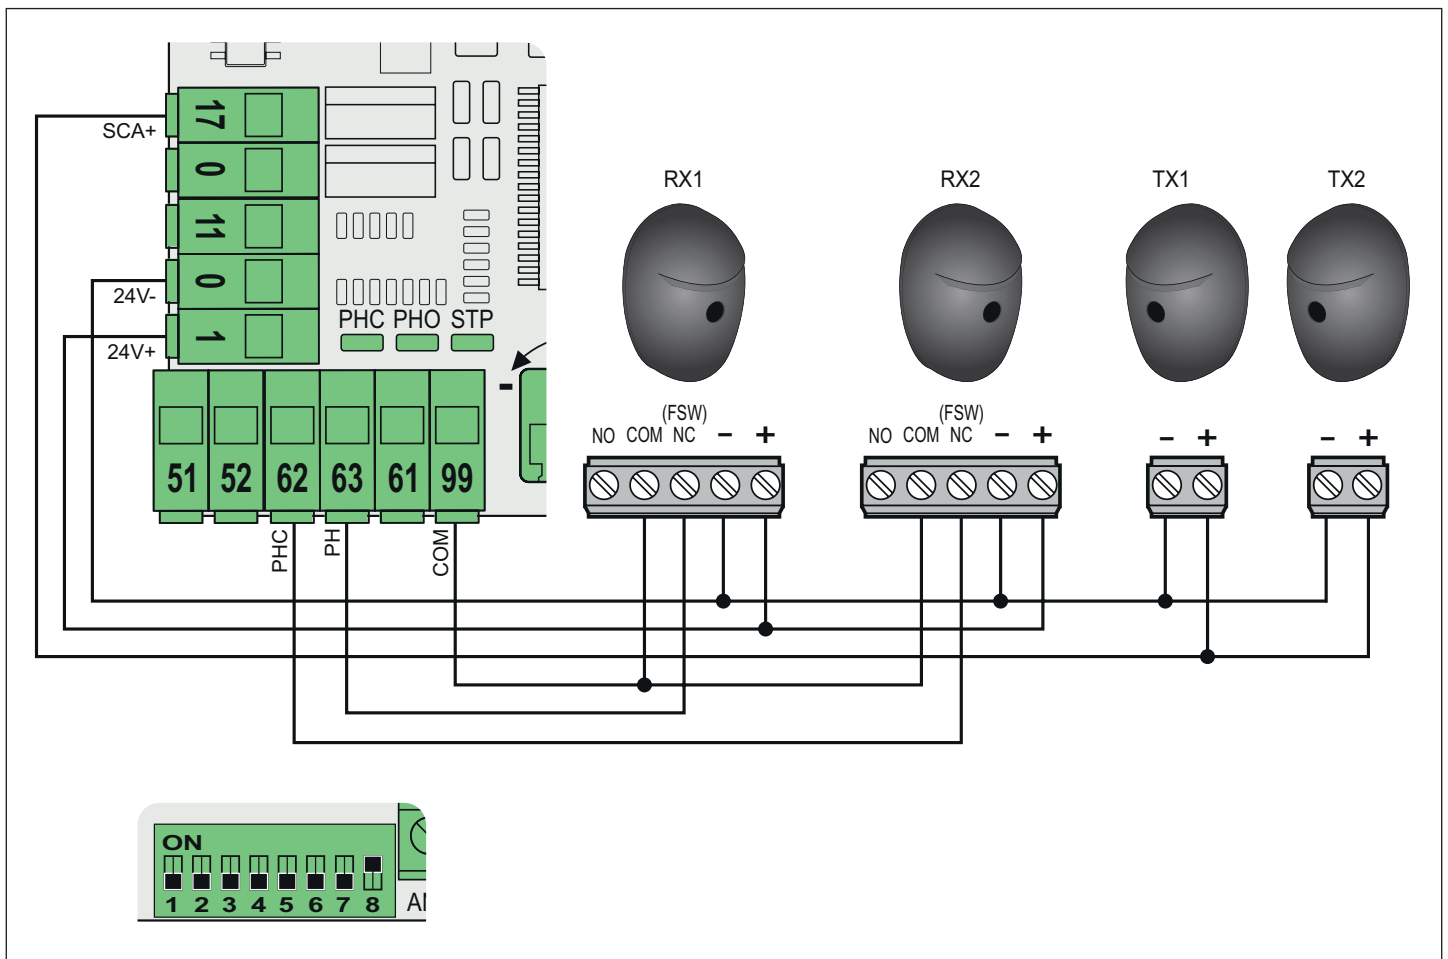 17
SCA+
0
11
0
24V-
1
24V+
PHC PHO STP
-
51 52 62 63 61 99
PHC
PH
COM
RX1
RX2
TX1
TX2
(FSW)
NO COM NC – +
(FSW)
NO COM NC – +
– +
– +
ON
1 2 3 4 5 6 7 8